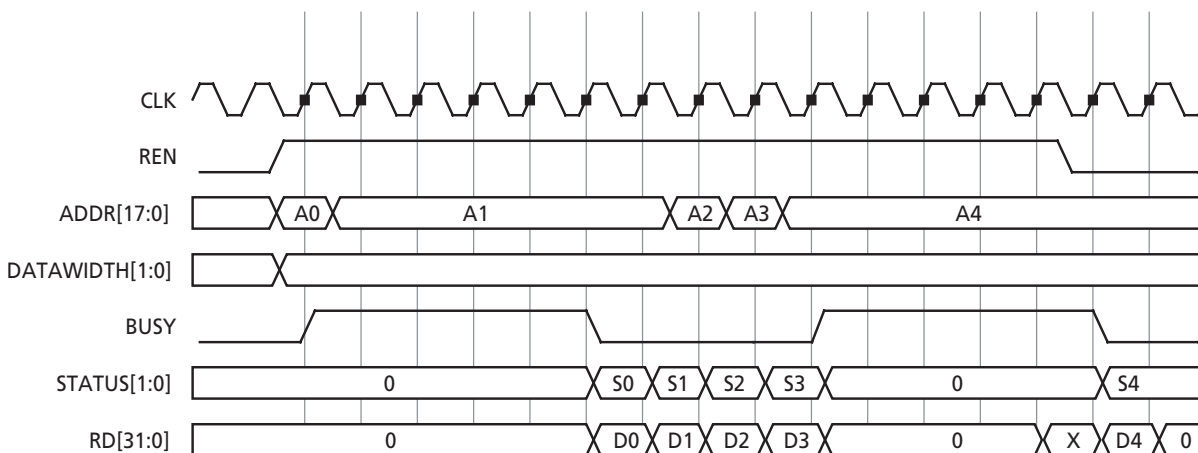 CLK
REN
ADDR[17:0] A0 A1 A2 A3 A4
DATAWIDTH[1:0]
BUSY
STATUS[1:0] 0 S0 S1 S2 S3 0 S4
RD[31:0] 0 D0 D1 D2 D3 0 X D4 0